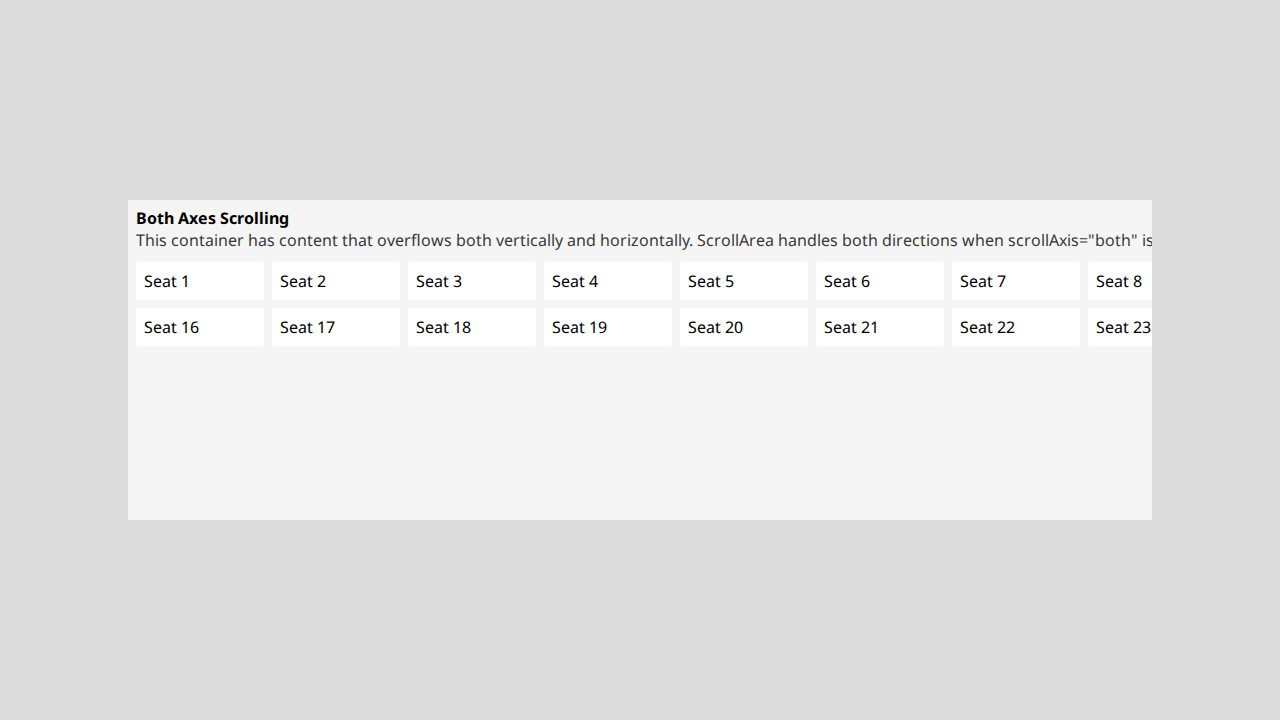 Both Axes Scrolling
This container has content that overflows both vertically and horizontally. ScrollArea handles both directions when scrollAxis="both" is
Seat 1 Seat 2 Seat 3 Seat 4 Seat 5 Seat 6 Seat 7 Seat 8
Seat 16 Seat 17 Seat 18 Seat 19 Seat 20 Seat 21 Seat 22 Seat 23